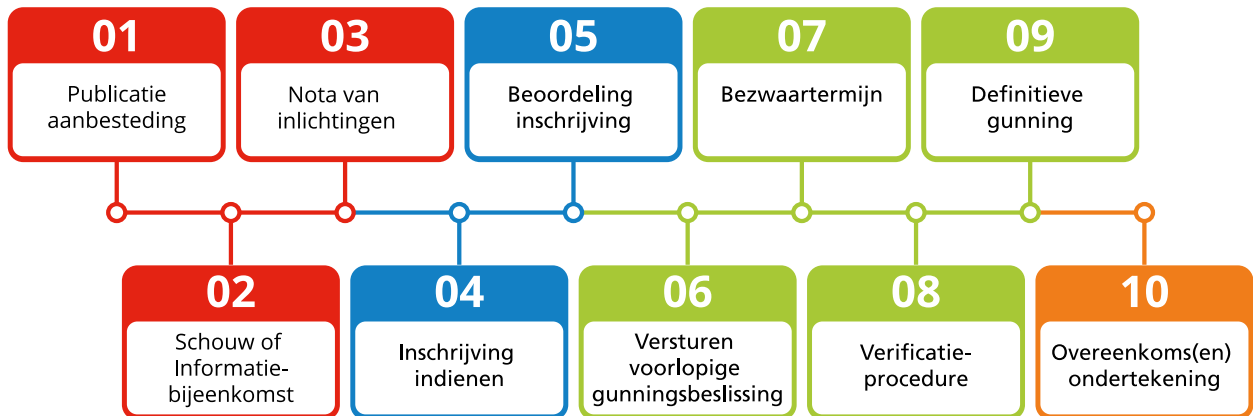 01
Publicatie
aanbesteding
02
Schouw of
Informatie-
bijeenkomst
03
Nota van
inlichtingen
04
Inschrijving
indienen
05
Beoordeling
inschrijving
06
Versturen
voorlopige
gunningsbeslissing
07
Bezwaartermijn
08
Verificatie-
procedure
09
Definitieve
gunning
10
Overeenkoms(en)
ondertekening